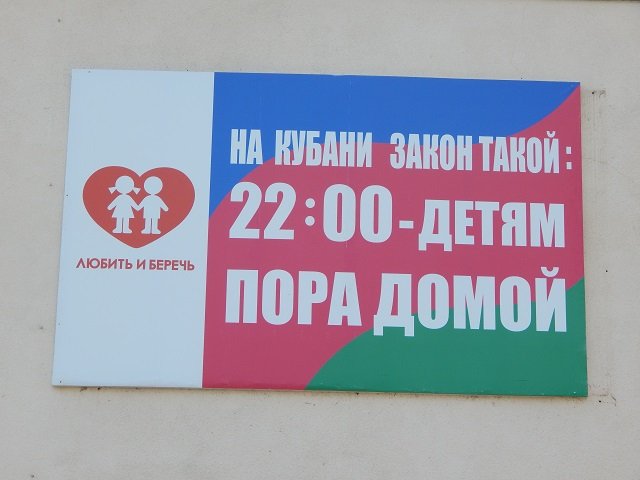 НА КУБАНИ ЗАКОН ТАКОЙ:
22:00-ДЕТЯМ
ПОРА ДОМОЙ
ЛЮБИТЬ И БЕРЕЧЬ